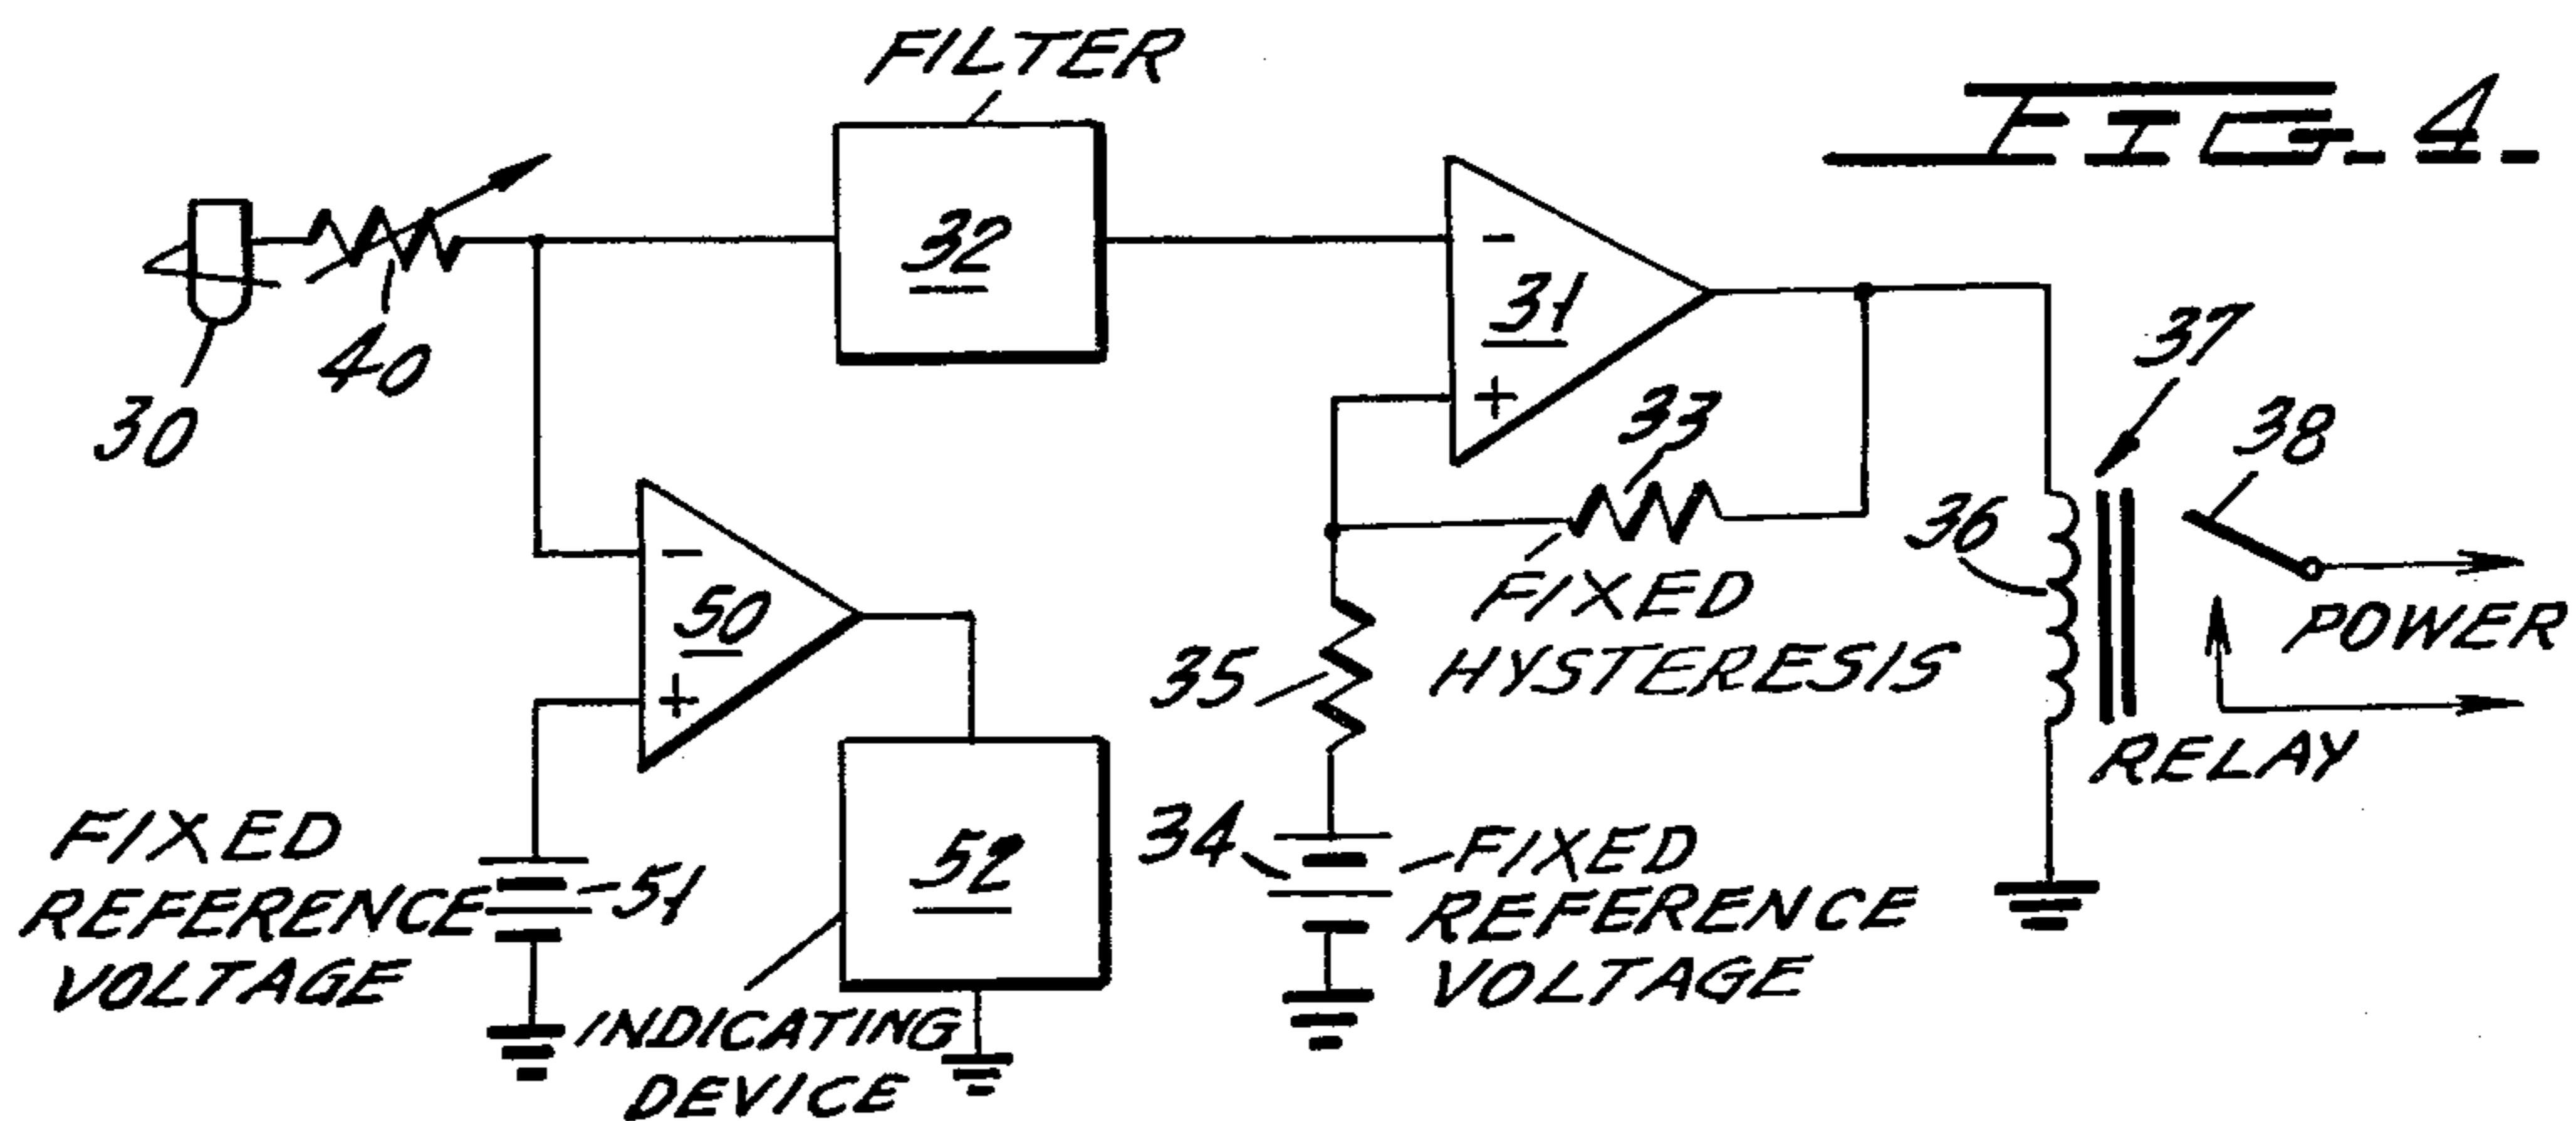 FILTER
FIG-4-
32
-
31
+
40
30
37
38
33
36
-
50
+
FIXED
HYSTERESIS
POWER
35
RELAY
34
FIXED
REFERENCE
VOLTAGE
51
52
FIXED
REFERENCE
VOLTAGE
INDICATING
DEVICE